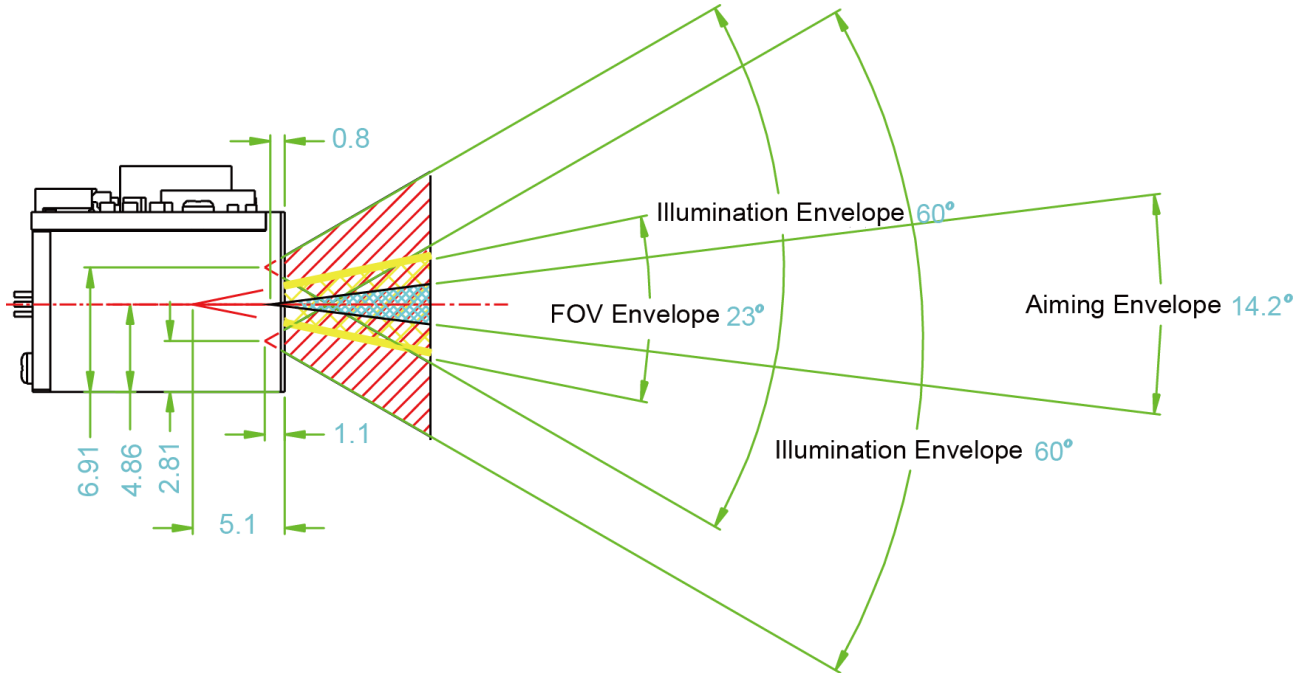 0.8
Illumination Envelope 60°
FOV Envelope 23°
Aiming Envelope 14.2°
1.1
Illumination Envelope 60°
6.91
4.86
2.81
5.1